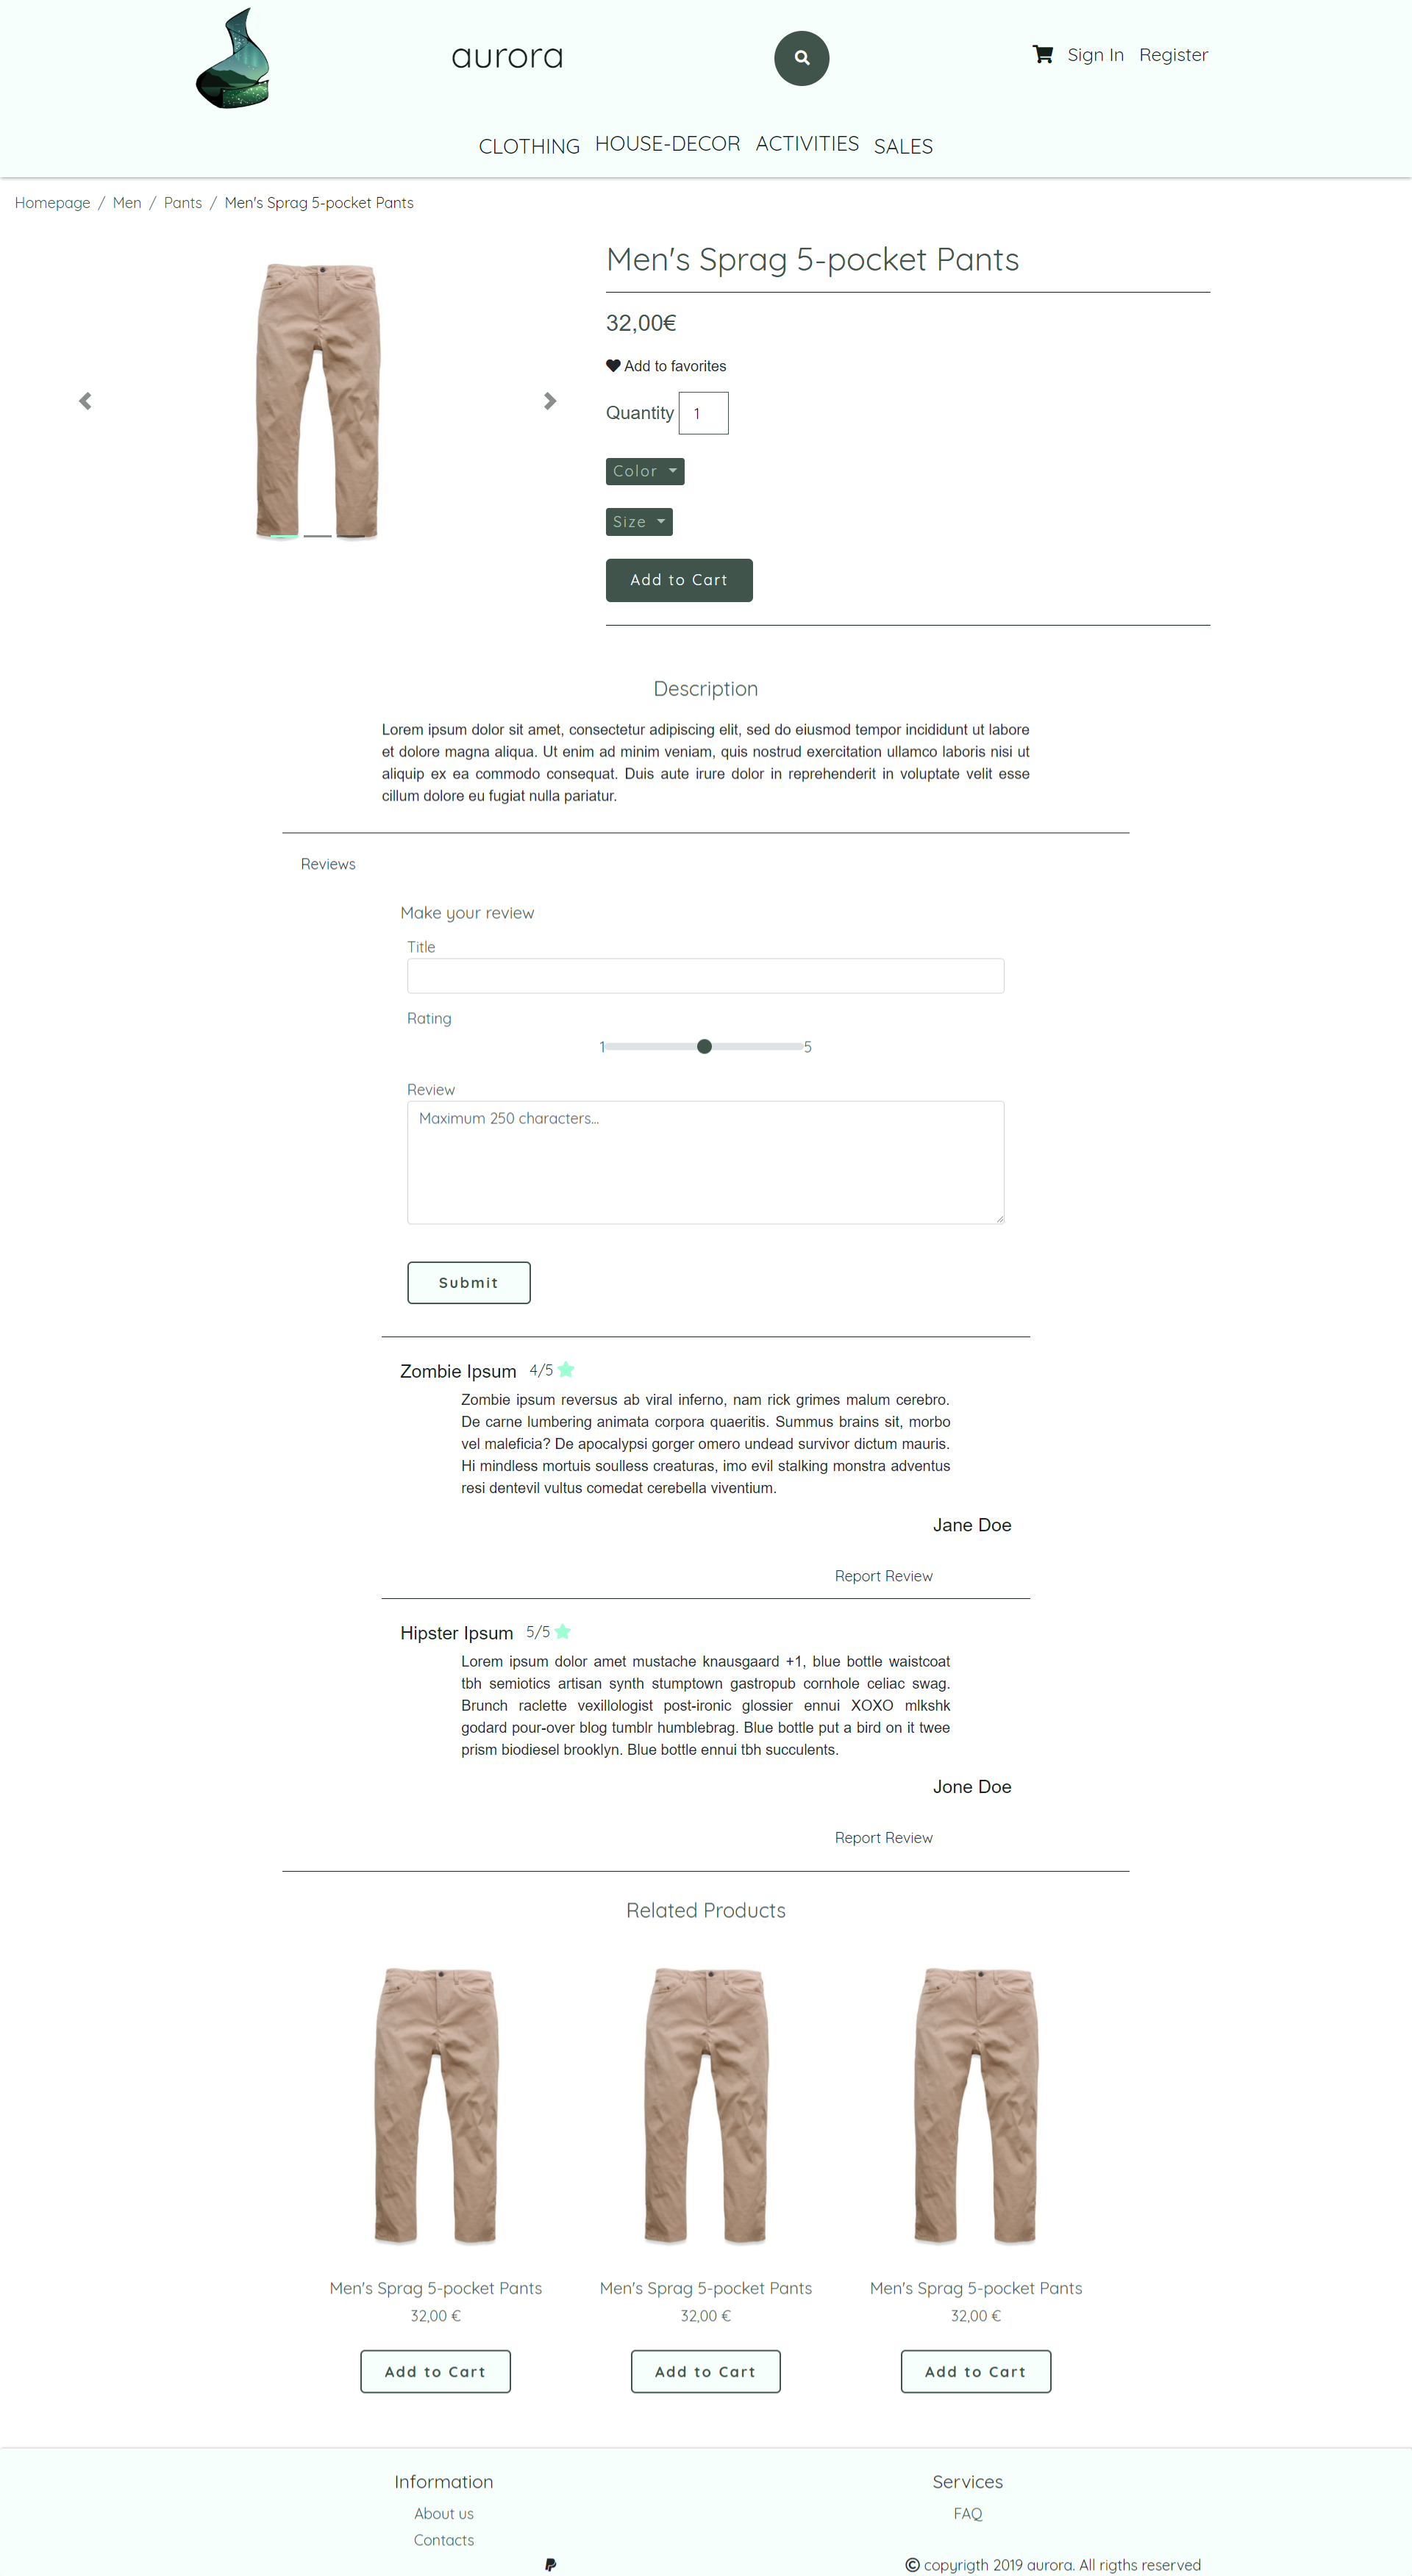 aurora
Sign In Register
CLOTHING HOUSE-DECOR ACTIVITIES SALES
Homepage / Men / Pants / Men's Sprag 5-pocket Pants
Men's Sprag 5-pocket Pants
32,00€
Add to favorites
Quantity 1
Color
Size
Add to Cart
Description
Lorem ipsum dolor sit amet, consectetur adipiscing elit, sed do eiusmod tempor incididunt ut labore
et dolore magna aliqua. Ut enim ad minim veniam, quis nostrud exercitation ullamco laboris nisi ut
aliquip ex ea commodo consequat. Duis aute irure dolor in reprehenderit in voluptate velit esse
cillum dolore eu fugiat nulla pariatur.
Reviews
Make your review
Title
Rating
1 5
Review
Maximum 250 characters...
Submit
Zombie Ipsum 4/5
Zombie ipsum reversus ab viral inferno, nam rick grimes malum cerebro.
De carne lumbering animata corpora quaeritis. Summus brains sit, morbo
vel maleficia? De apocalypsi gorger omero undead survivor dictum mauris.
Hi mindless mortuis soulless creaturas, imo evil stalking monstra adventus
resi dentevil vultus comedat cerebella viventium.
Jane Doe
Report Review
Hipster Ipsum 5/5
Lorem ipsum dolor amet mustache knausgaard +1, blue bottle waistcoat
tbh semiotics artisan synth stumptown gastropub cornhole celiac swag.
Brunch raclette vexillologist post-ironic glossier ennui XOXO mlkshk
godard pour-over blog tumblr humblebrag. Blue bottle put a bird on it twee
prism biodiesel brooklyn. Blue bottle ennui tbh succulents.
Jone Doe
Report Review
Related Products
Men's Sprag 5-pocket Pants Men's Sprag 5-pocket Pants Men's Sprag 5-pocket Pants
32,00 € 32,00 € 32,00 €
Add to Cart Add to Cart Add to Cart
Information Services
About us FAQ
Contacts
© copyrigth 2019 aurora. All rigths reserved